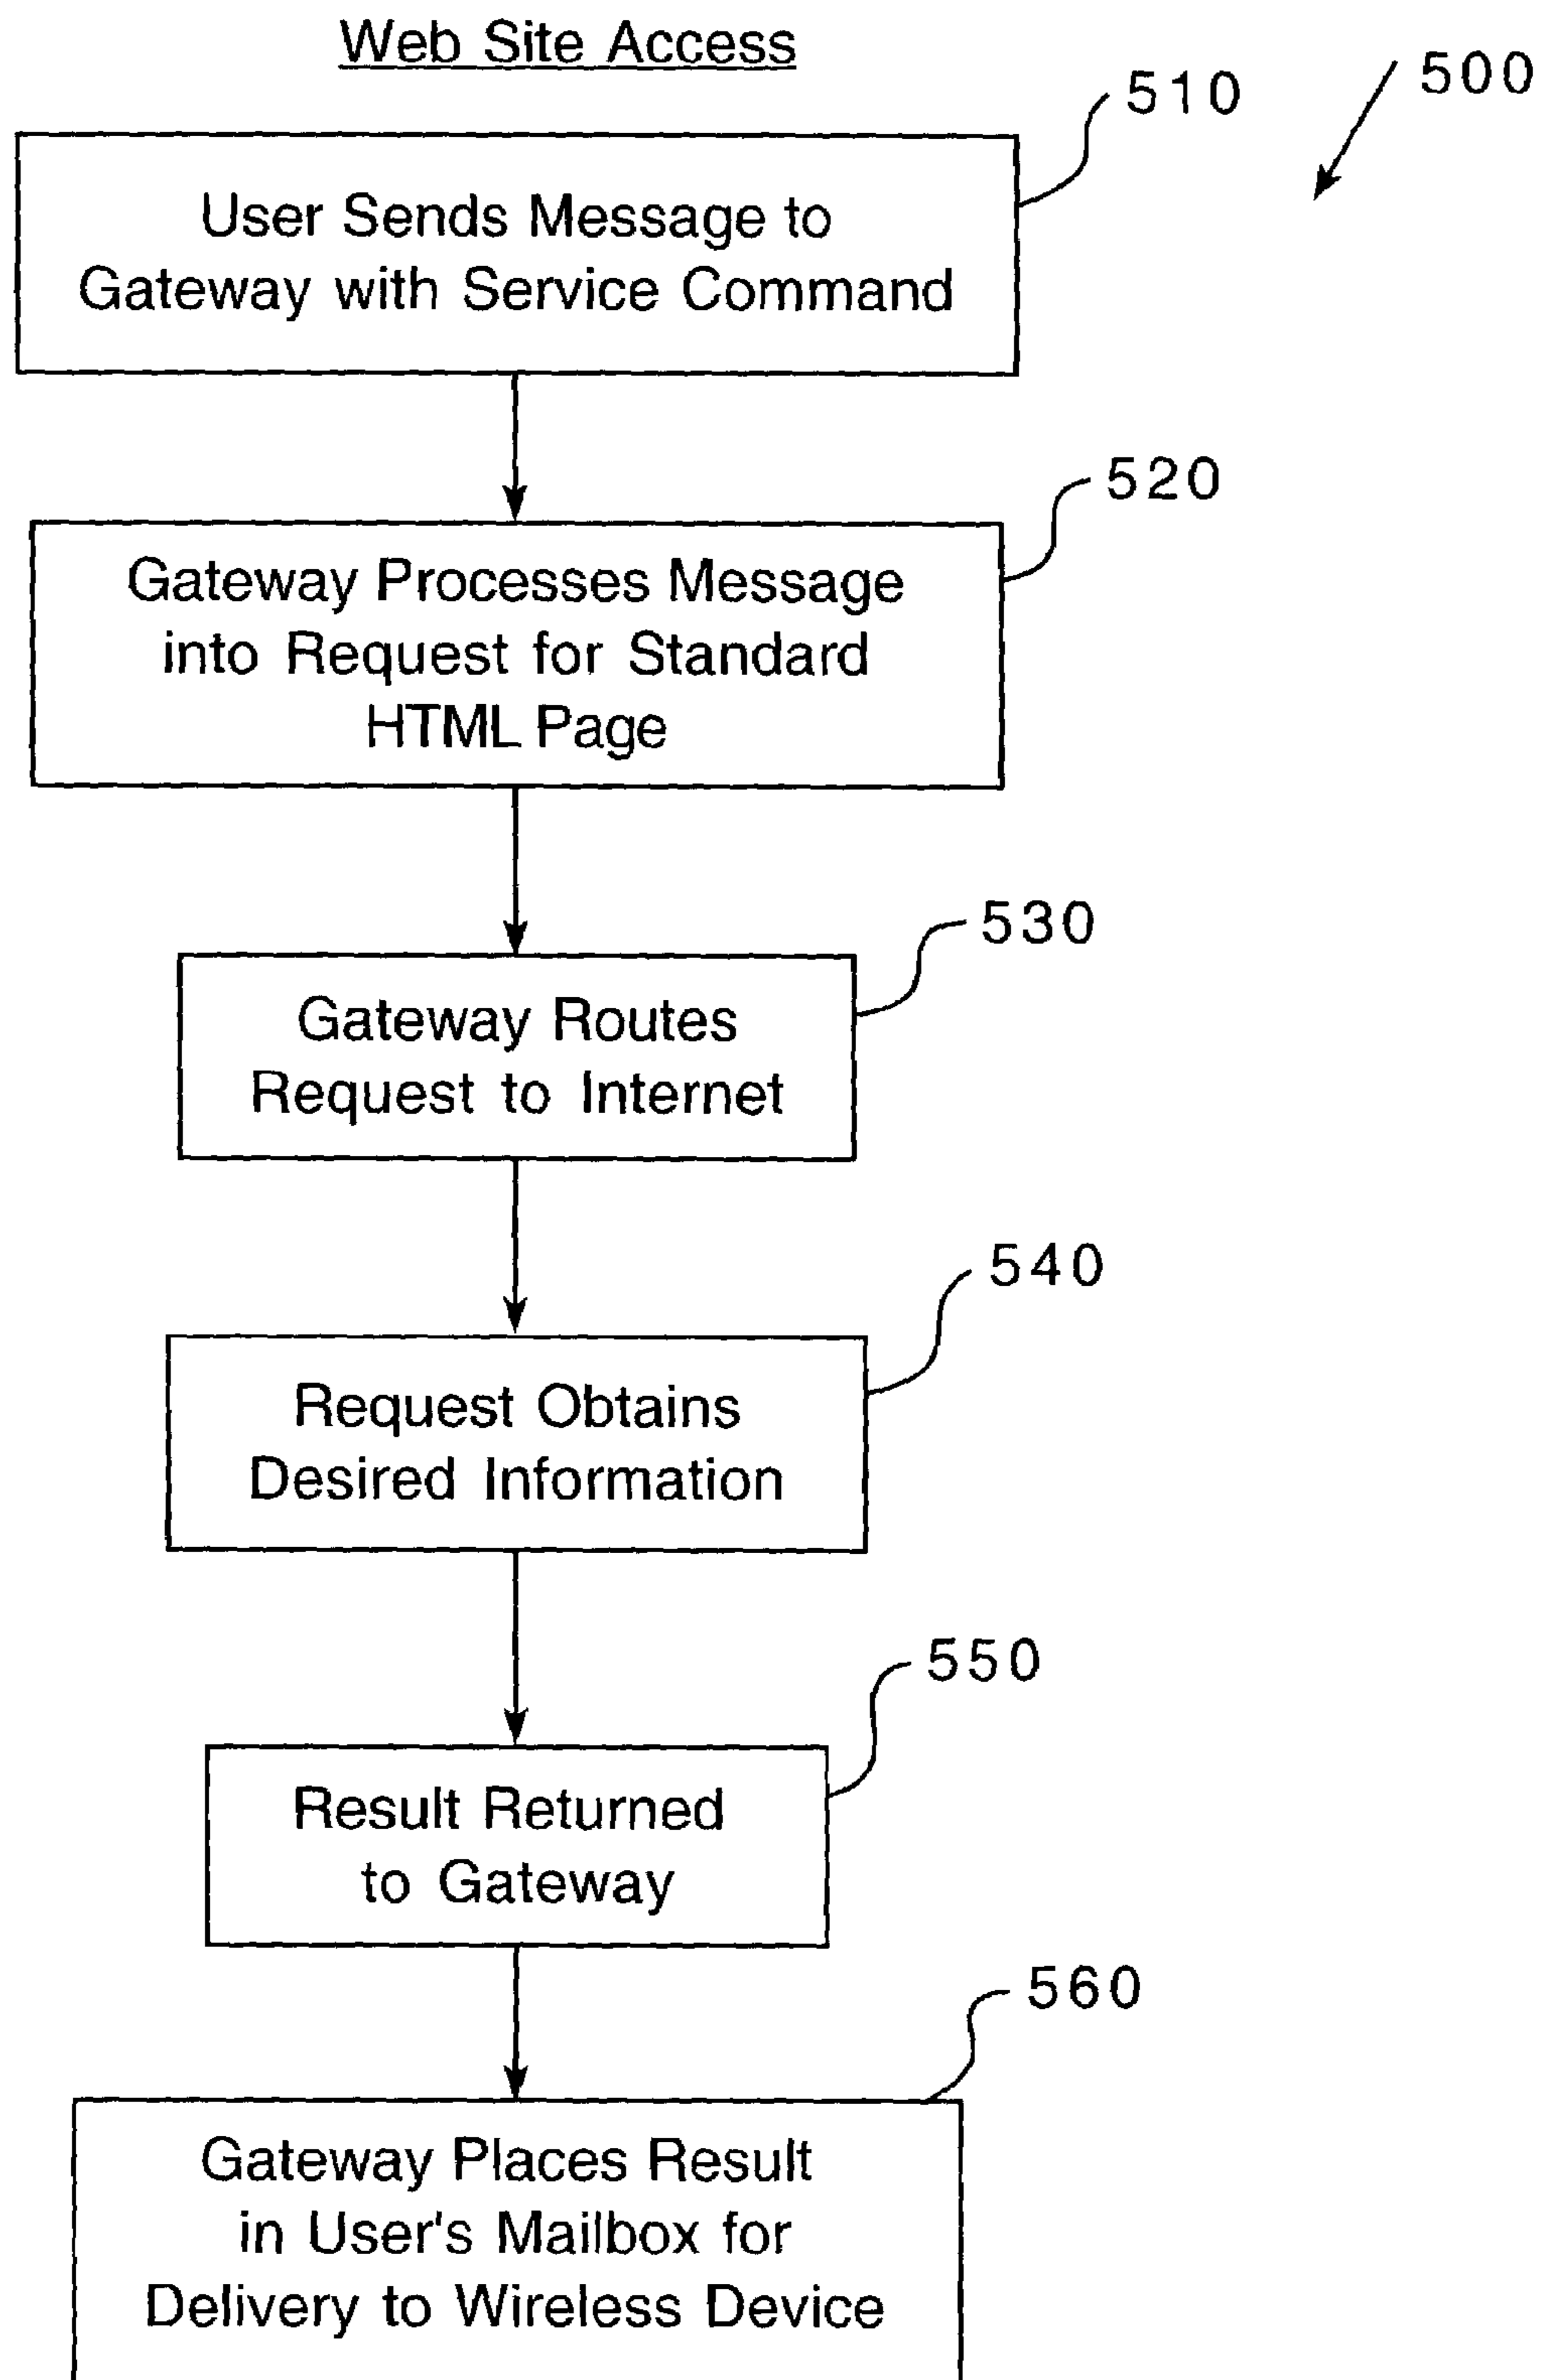 Web Site Access
500
510
User Sends Message to
Gateway with Service Command
520
Gateway Processes Message
into Request for Standard
HTML Page
530
Gateway Routes
Request to Internet
540
Request Obtains
Desired Information
550
Result Returned
to Gateway
560
Gateway Places Result
in User's Mailbox for
Delivery to Wireless Device